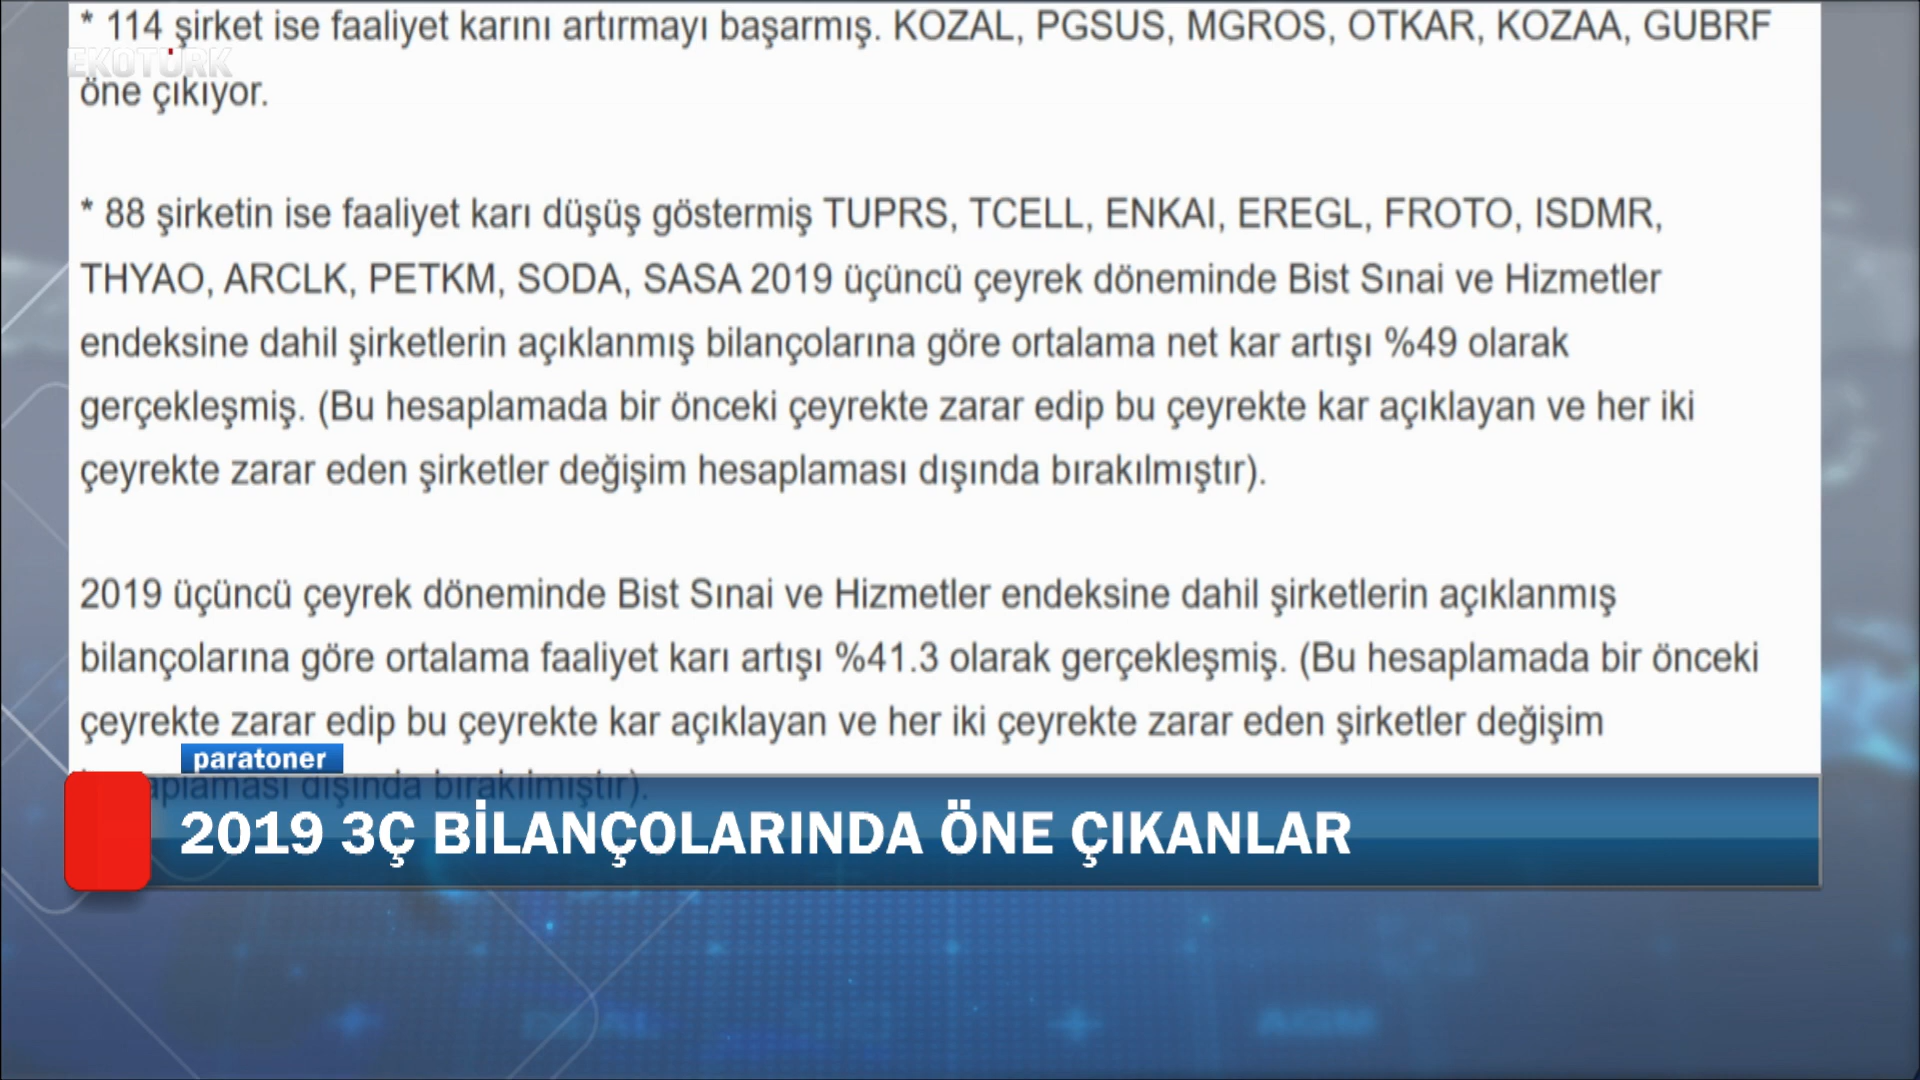 * 114 şirket ise faaliyet karını artırmayı başarmış. KOZAL, PGSUS, MGROS, OTKAR, KOZAA, GUBRF
EKOTÜRK
öne çıkıyor.
* 88 şirketin ise faaliyet karı düşüş göstermiş TUPRS, TCELL, ENKAI, EREGL, FROTO, ISDMR,
THYAO, ARCLK, PETKM, SODA, SASA 2019 üçüncü çeyrek döneminde Bist Sınai ve Hizmetler
endeksine dahil şirketlerin açıklanmış bilançolarına göre ortalama net kar artışı %49 olarak
gerçekleşmiş. (Bu hesaplamada bir önceki çeyrekte zarar edip bu çeyrekte kar açıklayan ve her iki
çeyrekte zarar eden şirketler değişim hesaplaması dışında bırakılmıştır).
2019 üçüncü çeyrek döneminde Bist Sınai ve Hizmetler endeksine dahil şirketlerin açıklanmış
bilançolarına göre ortalama faaliyet karı artışı %41.3 olarak gerçekleşmiş. (Bu hesaplamada bir önceki
çeyrekte zarar edip bu çeyrekte kar açıklayan ve her iki çeyrekte zarar eden şirketler değişim
paratoner
dışında bırakılmıştır).
2019 3Ç BİLANÇOLARINDA ÖNE ÇIKANLAR